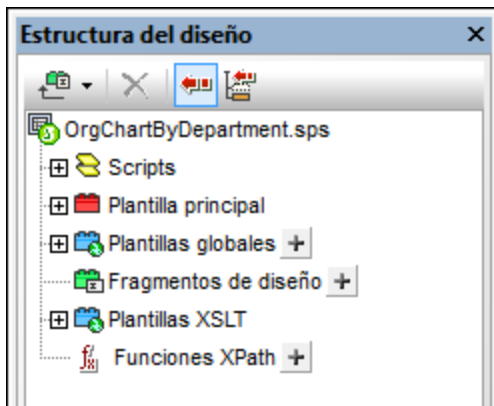 Estructura del diseño
OrgChartByDepartment.sps
Scripts
Plantilla principal
Plantillas globales
Fragmentos de diseño
Plantillas XSLT
Funciones XPath